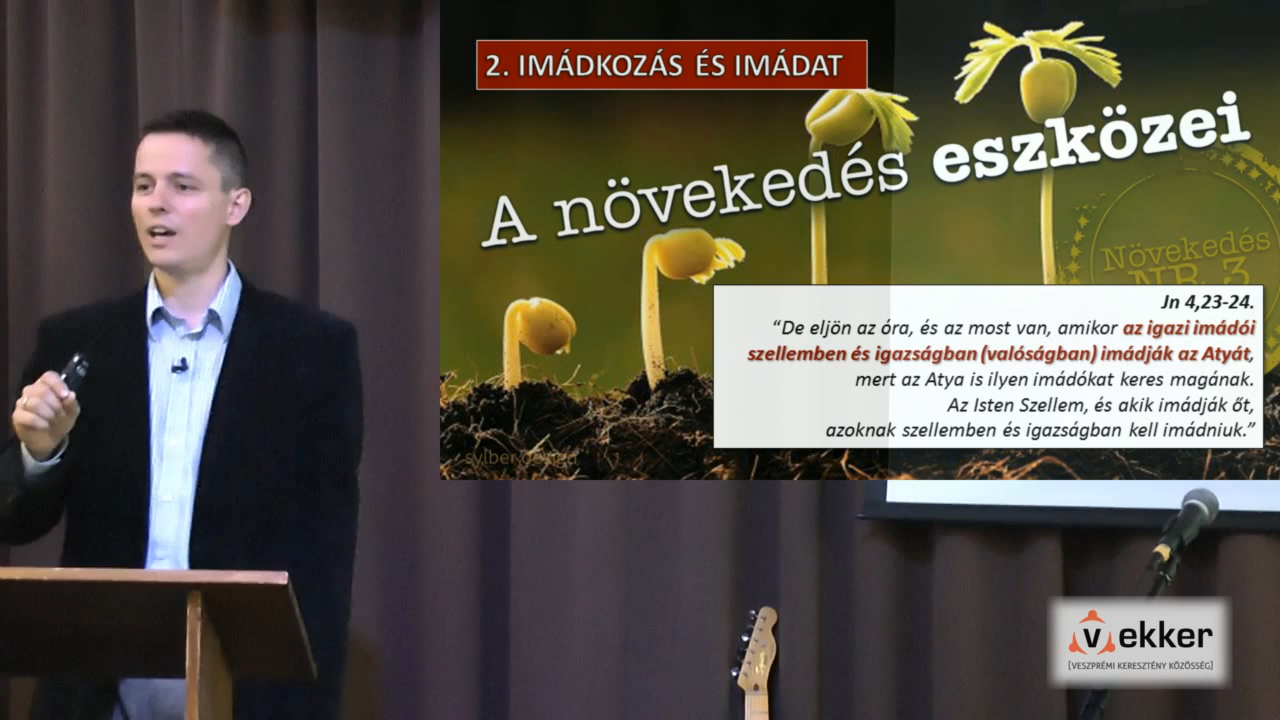 2. IMÁDKOZÁS ÉS IMÁDAT
A növekedés eszközei
Növekedés
NR. 3
Jn 4,23-24.
“De eljön az óra, és az most van, amikor az igazi imádói
szellemben és igazságban (valóságban) imádják az Atyát,
mert az Atya is ilyen imádókat keres magának.
Az Isten Szellem, és akik imádják őt,
azoknak szellemben és igazságban kell imádniuk.”
vekker
[VESZPRÉMI KERESZTÉNY KÖZÖSSÉG]